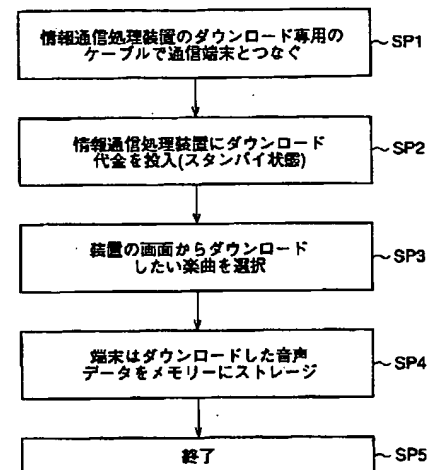 情報通信処理装置のダウンロード専用の
ケーブルで通信端末とつなぐ
SP1
情報通信処理装置にダウンロード
代金を投入(スタンバイ状態)
SP2
装置の画面からダウンロード
したい楽曲を選択
SP3
端末はダウンロードした音声
データをメモリーにストレージ
SP4
終了
SP5